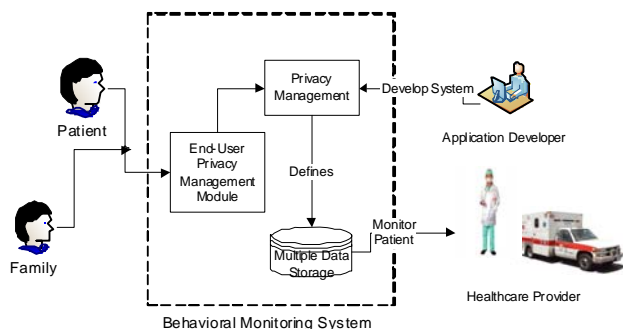 Patient
Family
End-User
Privacy
Management
Module
Privacy
Management
Develop System
Application Developer
Defines
Multiple Data
Storage
Monitor
Patient
Healthcare Provider
Behavioral Monitoring System